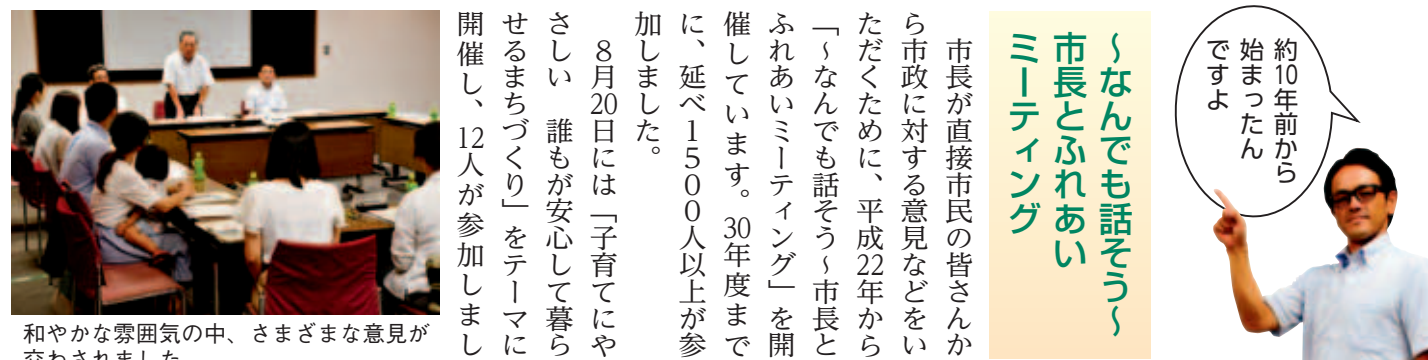 約10年前から
始まったん
ですよ
～なんでも話そう～
市長とふれあい
ミーティング
市長が直接市民の皆さんか
ら市政に対する意見などをい
ただくために、平成22年から
「～なんでも話そう～市長と
ふれあいミーティング」を開
催しています。30年度まで
に、延べ1500人以上が参
加しました。
8月20日には「子育てにや
さしい　誰もが安心して暮ら
せるまちづくり」をテーマに
開催し、12人が参加しまし
和やかな雰囲気の中、さまざまな意見が
交わされました